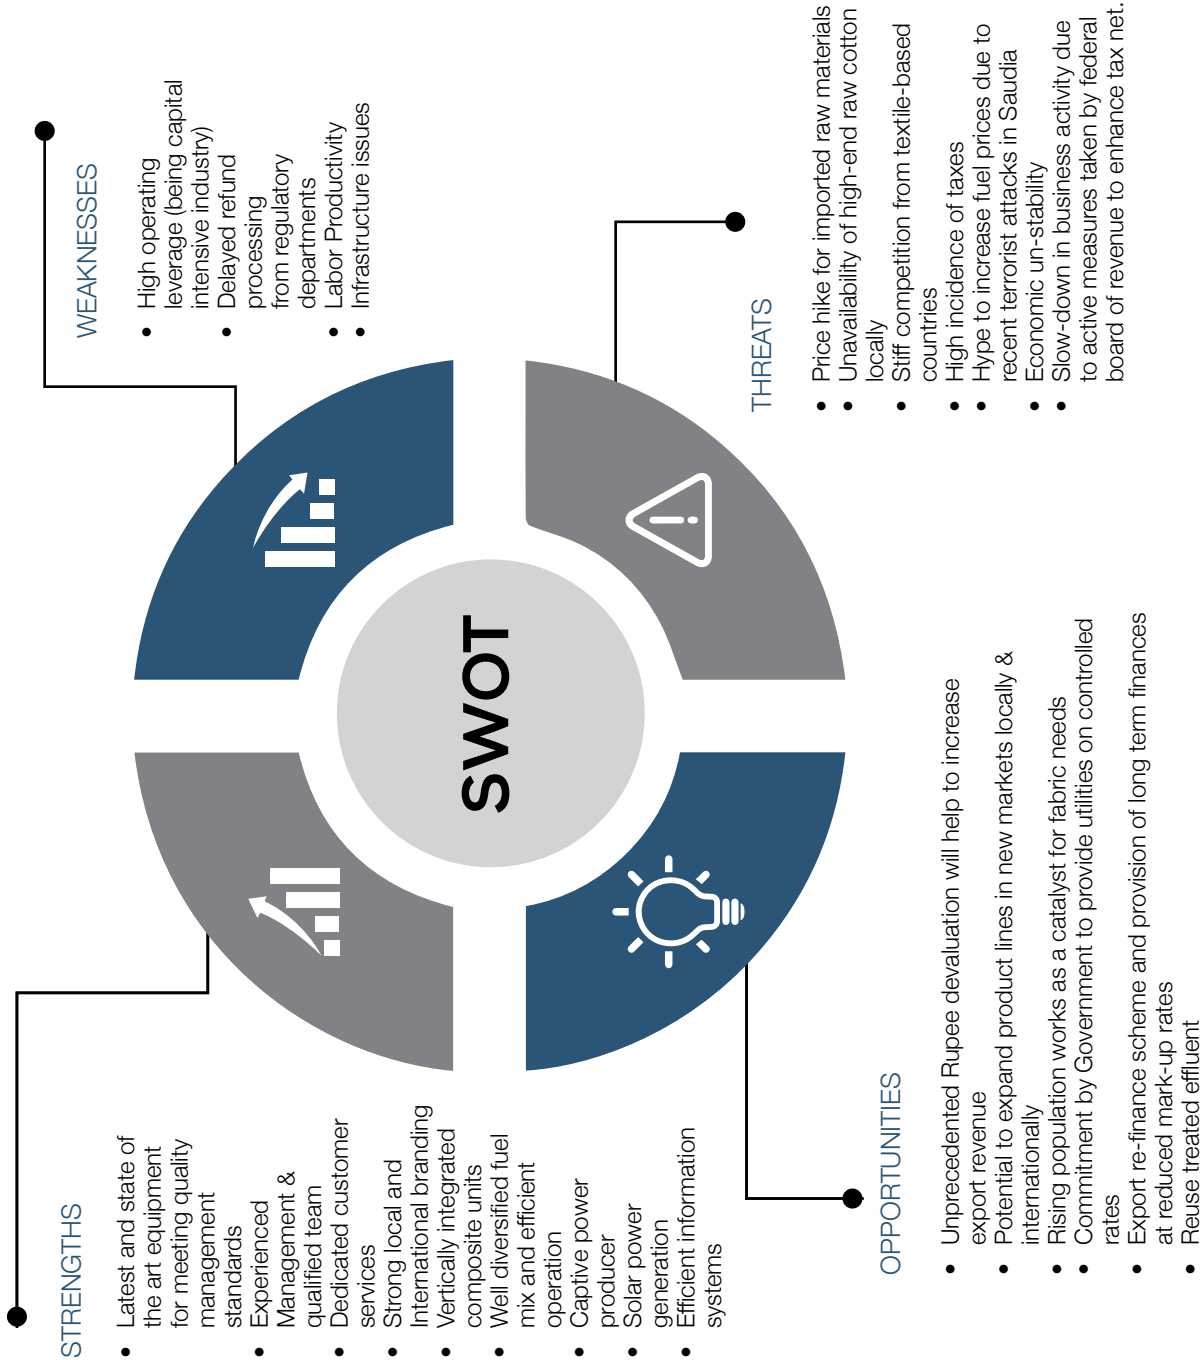 STRENGTHS
• Latest and state of
the art equipment
for meeting quality
management
standards
• Experienced
Management &
qualified team
• Dedicated customer
services
• Strong local and
International branding
• Vertically integrated
composite units
• Well diversified fuel
mix and efficient
operation
• Captive power
producer
• Solar power
generation
• Efficient information
systems
WEAKNESSES
• High operating
leverage (being capital
intensive industry)
• Delayed refund
processing
from regulatory
departments
• Labor Productivity
• Infrastructure issues
SWOT
OPPORTUNITIES
• Unprecedented Rupee devaluation will help to increase
export revenue
• Potential to expand product lines in new markets locally &
internationally
• Rising population works as a catalyst for fabric needs
• Commitment by Government to provide utilities on controlled
rates
• Export re-finance scheme and provision of long term finances
at reduced mark-up rates
• Reuse treated effluent
THREATS
• Price hike for imported raw materials
• Unavailability of high-end raw cotton
locally
• Stiff competition from textile-based
countries
• High incidence of taxes
• Hype to increase fuel prices due to
recent terrorist attacks in Saudia
• Economic un-stability
• Slow-down in business activity due
to active measures taken by federal
board of revenue to enhance tax net.